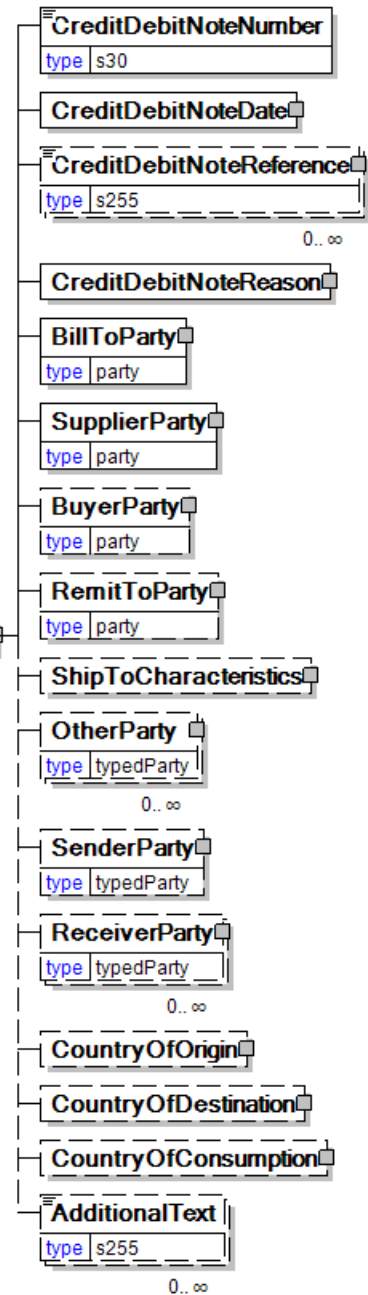 CreditDebitNoteNumber
type s30
CreditDebitNoteDate
CreditDebitNoteReference
type s255
0.. ∞
CreditDebitNoteReason
BillToParty
type party
SupplierParty
type party
BuyerParty
type party
RemitToParty
type party
ShipToCharacteristics
OtherParty
type typedParty
0.. ∞
SenderParty
type typedParty
ReceiverParty
type typedParty
0.. ∞
CountryOfOrigin
CountryOfDestination
CountryOfConsumption
AdditionalText
type s255
0.. ∞